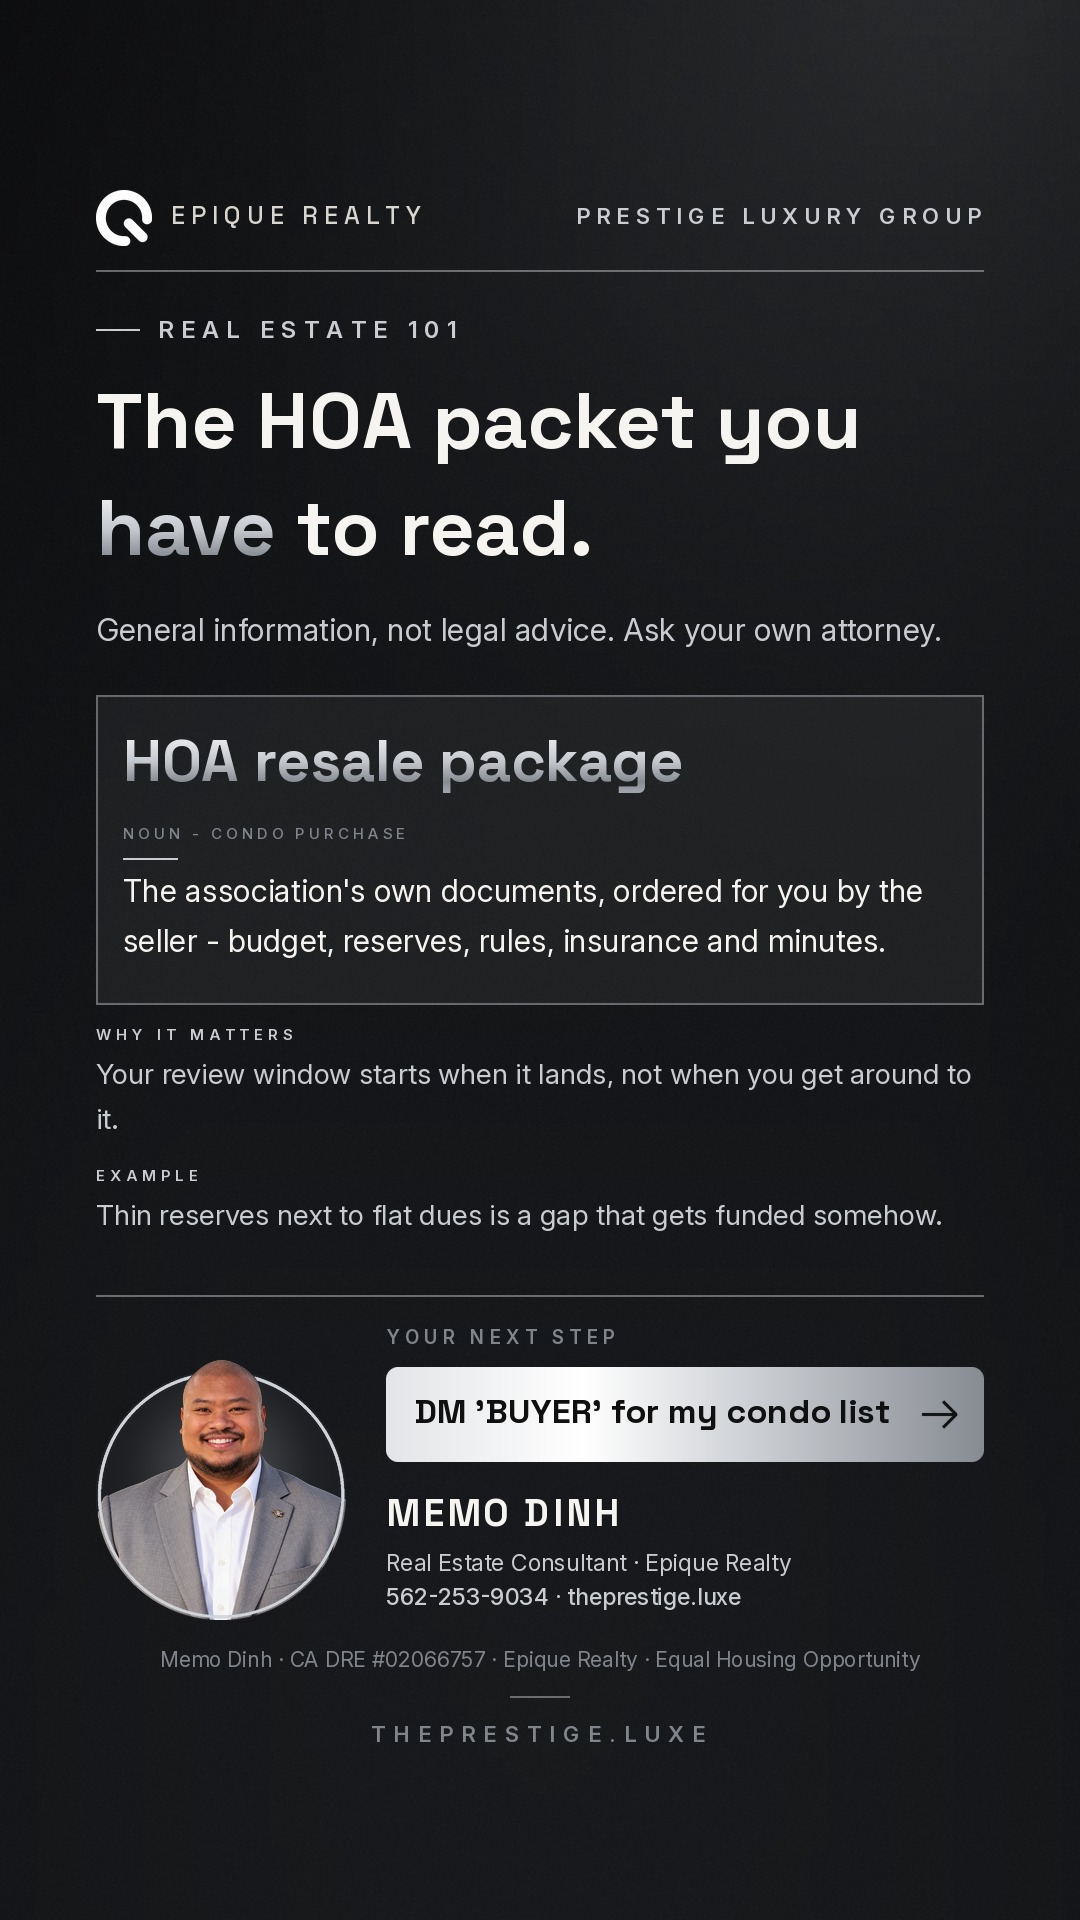 EPIQUE REALTY
PRESTIGE LUXURY GROUP
REAL ESTATE 101
The HOA packet you
have to read.
General information, not legal advice. Ask your own attorney.
HOA resale package
NOUN - CONDO PURCHASE
The association's own documents, ordered for you by the
seller - budget, reserves, rules, insurance and minutes.
WHY IT MATTERS
Your review window starts when it lands, not when you get around to
it.
EXAMPLE
Thin reserves next to flat dues is a gap that gets funded somehow.
YOUR NEXT STEP
DM 'BUYER' for my condo list →
MEMO DINH
Real Estate Consultant · Epique Realty
562-253-9034 · theprestige.luxe
Memo Dinh · CA DRE #02066757 · Epique Realty · Equal Housing Opportunity
THEPRESTIGE.LUXE